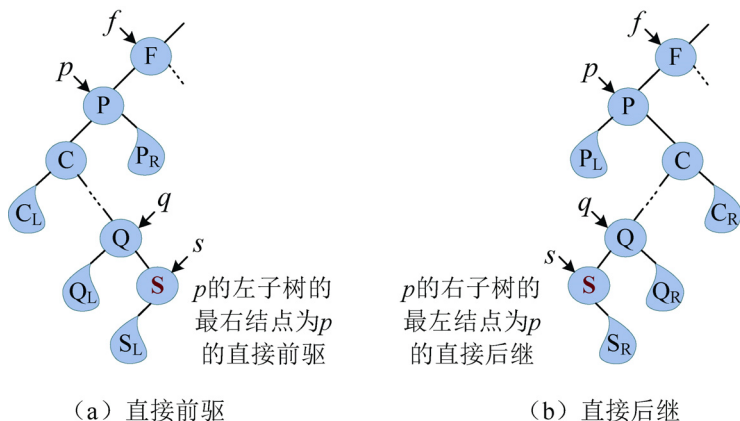 f
F
p
P
C
P_R
C_L
q
Q
s
S
Q_L
S_L
p的左子树的
最右结点为p
的直接前驱
(a) 直接前驱
f
F
p
P
P_L
C
C_R
q
Q
s
S
Q_R
S_R
p的右子树的
最左结点为p
的直接后继
(b) 直接后继